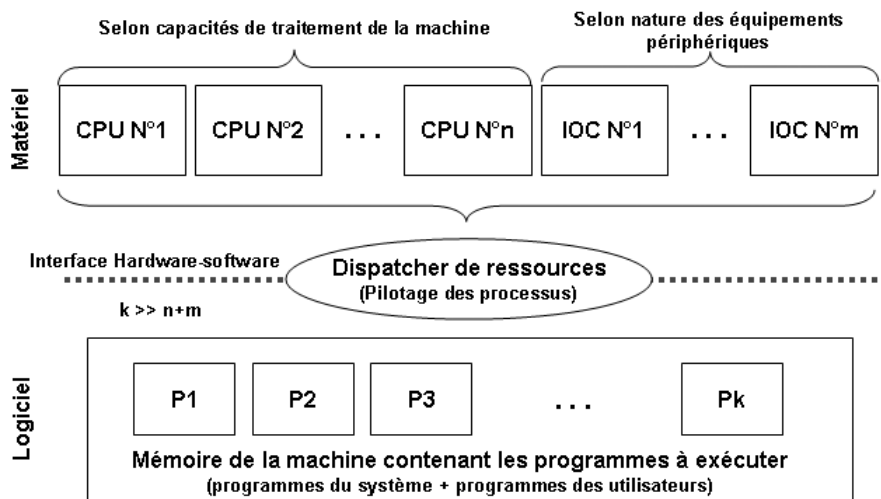 Selon capacités de traitement de la machine
Selon nature des équipements
périphériques
Matériel
CPU N°1
CPU N°2
. . .
CPU N°n
IOC N°1
. . .
IOC N°m
Interface Hardware-software
Dispatcher de ressources
(Pilotage des processus)
k >> n+m
Logiciel
P1
P2
P3
. . .
Pk
Mémoire de la machine contenant les programmes à exécuter
(programmes du système + programmes des utilisateurs)